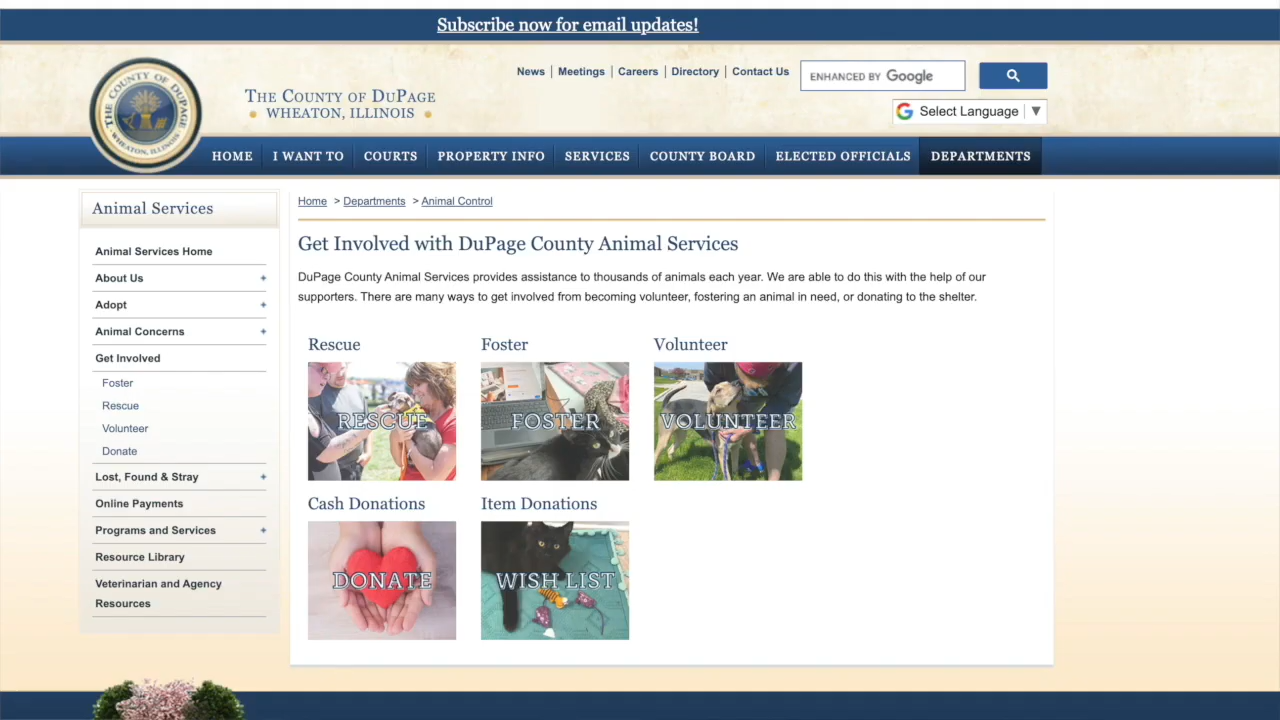 Subscribe now for email updates!
News
Meetings
Careers
Directory
Contact Us
ENHANCED BY Google
Select Language
▼
THE COUNTY OF DUPAGE
WHEATON, ILLINOIS
THE COUNTY OF DUPAGE
WHEATON, ILLINOIS
HOME
I WANT TO
COURTS
PROPERTY INFO
SERVICES
COUNTY BOARD
ELECTED OFFICIALS
DEPARTMENTS
Animal Services
Animal Services Home
About Us +
Adopt +
Animal Concerns +
Get Involved
Foster
Rescue
Volunteer
Donate
Lost, Found & Stray +
Online Payments
Programs and Services +
Resource Library
Veterinarian and Agency
Resources
Home > Departments > Animal Control
Get Involved with DuPage County Animal Services
DuPage County Animal Services provides assistance to thousands of animals each year. We are able to do this with the help of our
supporters. There are many ways to get involved from becoming volunteer, fostering an animal in need, or donating to the shelter.
Rescue
RESCUE
Foster
FOSTER
Volunteer
VOLUNTEER
Cash Donations
DONATE
Item Donations
WISH LIST